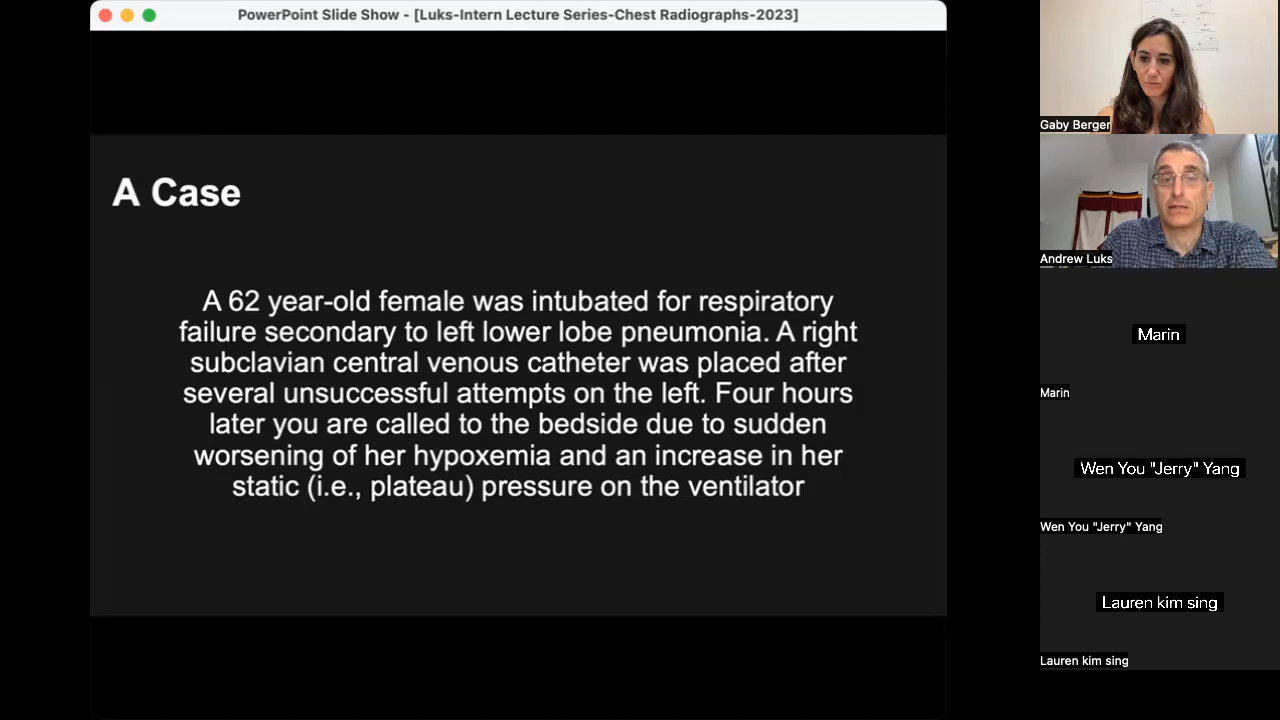 PowerPoint Slide Show - [Luks-Intern Lecture Series-Chest Radiographs-2023]
A Case
A 62 year-old female was intubated for respiratory
failure secondary to left lower lobe pneumonia. A right
subclavian central venous catheter was placed after
several unsuccessful attempts on the left. Four hours
later you are called to the bedside due to sudden
worsening of her hypoxemia and an increase in her
static (i.e., plateau) pressure on the ventilator
Gaby Berger
Andrew Luks
Marin
Marin
Wen You "Jerry" Yang
Wen You "Jerry" Yang
Lauren kim sing
Lauren kim sing